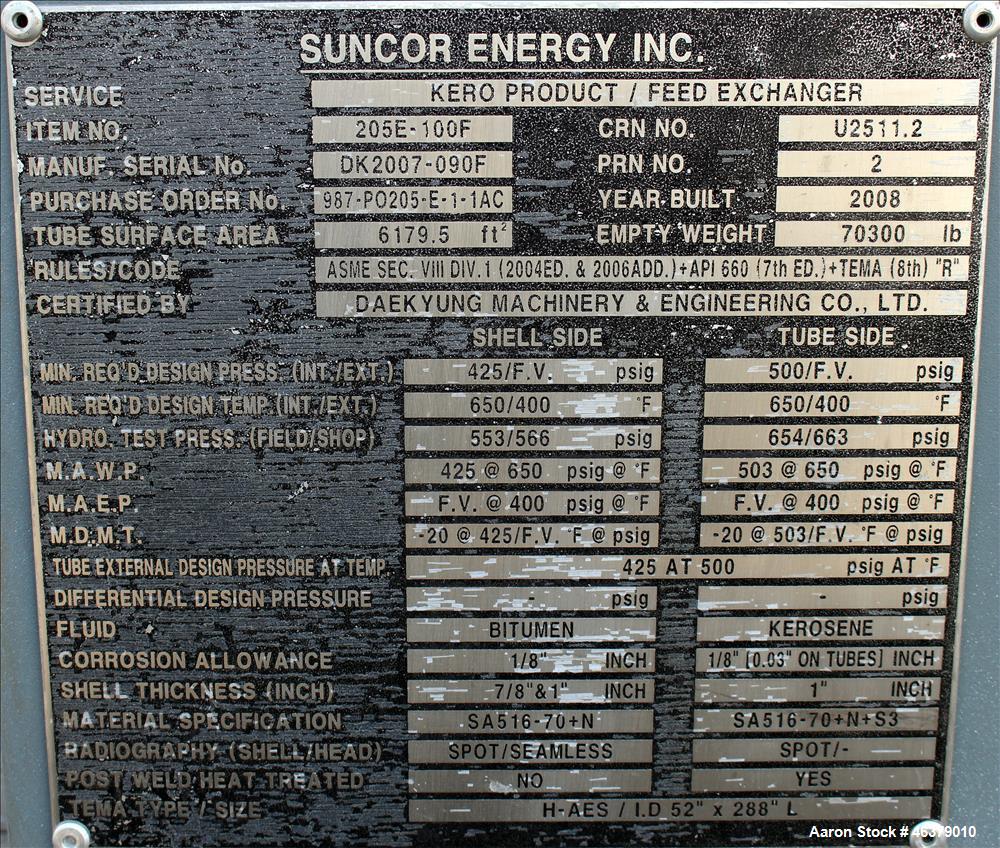 SUNCOR ENERGY INC.
SERVICE KERO PRODUCT / FEED EXCHANGER
ITEM NO. 205E-100F CRN NO. U2511.2
MANUF. SERIAL No. DK2007-090F PRN NO. 2
PURCHASE ORDER No. 987-PO205-E-1-1AC YEAR BUILT 2008
TUBE SURFACE AREA 6179.5 ft² EMPTY WEIGHT 70300 lb
RULES/CODE ASME SEC. VIII DIV.1 (2004ED. & 2006ADD.)+API 660 (7th ED.)+TEMA (8th) "R"
CERTIFIED BY DAEKYUNG MACHINERY & ENGINEERING CO., LTD.
SHELL SIDE TUBE SIDE
MIN. REQ'D DESIGN PRESS. (INT./EXT.) 425/F.V. psig 500/F.V. psig
MIN. REQ'D DESIGN TEMP.(INT./EXT.) 650/400 °F 650/400 °F
HYDRO. TEST PRESS. (FIELD/SHOP) 553/566 psig 654/663 psig
M.A.W.P. 425 @ 650 psig @ °F 503 @ 650 psig @ °F
M.A.E.P. F.V. @ 400 psig @ °F F.V. @ 400 psig @ °F
M.D.M.T. -20 @ 425/F.V. °F @ psig -20 @ 503/F.V. °F @ psig
TUBE EXTERNAL DESIGN PRESSURE AT TEMP. 425 AT 500 psig AT °F
DIFFERENTIAL DESIGN PRESSURE - psig - psig
FLUID BITUMEN KEROSENE
CORROSION ALLOWANCE 1/8" INCH 1/8" [0.03" ON TUBES] INCH
SHELL THICKNESS (INCH) 7/8"&1" INCH 1" INCH
MATERIAL SPECIFICATION SA516-70+N SA516-70+N+S3
RADIOGRAPHY (SHELL/HEAD) SPOT/SEAMLESS SPOT/-
POST WELD HEAT TREATED NO YES
TEMA TYPE / SIZE H-AES / I.D 52" x 288" L
Aaron Stock # 46379010